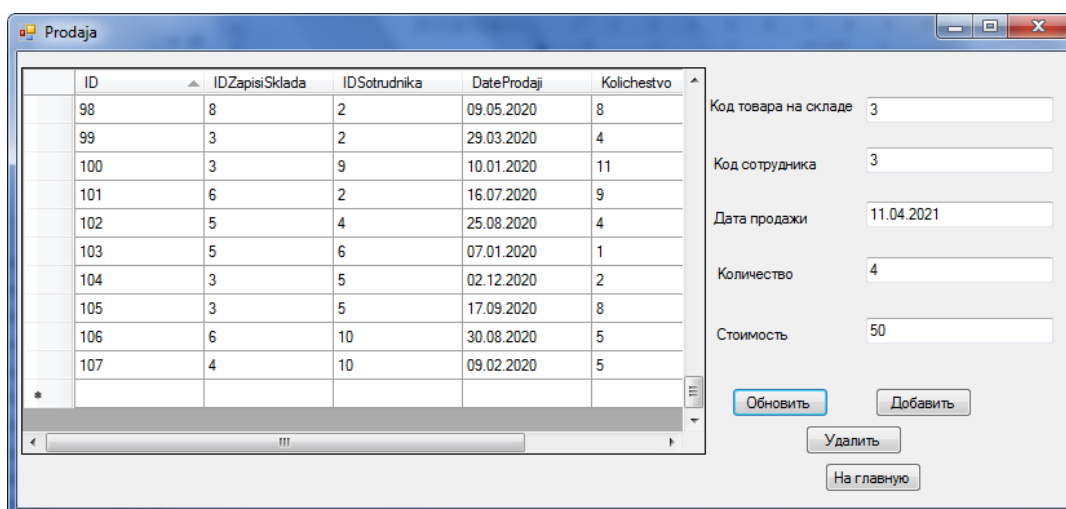 Prodaja
ID IDZapisiSklada IDSotrudnika DateProdaji Kolichestvo
98 8 2 09.05.2020 8
99 3 2 29.03.2020 4
100 3 9 10.01.2020 11
101 6 2 16.07.2020 9
102 5 4 25.08.2020 4
103 5 6 07.01.2020 1
104 3 5 02.12.2020 2
105 3 5 17.09.2020 8
106 6 10 30.08.2020 5
107 4 10 09.02.2020 5
Код товара на складе 3
Код сотрудника 3
Дата продажи 11.04.2021
Количество 4
Стоимость 50
Обновить Добавить
Удалить
На главную